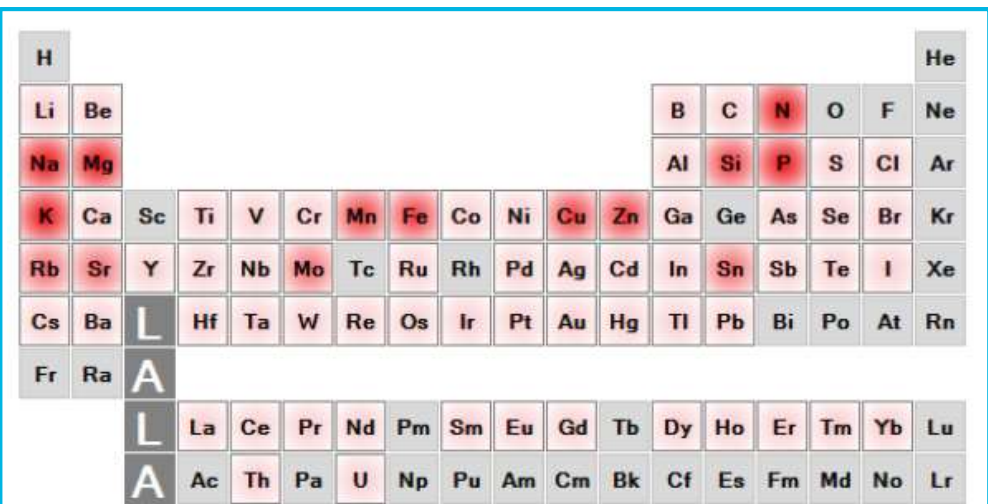 H He
Li Be B C N O F Ne
Na Mg Al Si P S Cl Ar
K Ca Sc Ti V Cr Mn Fe Co Ni Cu Zn Ga Ge As Se Br Kr
Rb Sr Y Zr Nb Mo Tc Ru Rh Pd Ag Cd In Sn Sb Te I Xe
Cs Ba L Hf Ta W Re Os Ir Pt Au Hg Tl Pb Bi Po At Rn
Fr Ra A
L La Ce Pr Nd Pm Sm Eu Gd Tb Dy Ho Er Tm Yb Lu
A Ac Th Pa U Np Pu Am Cm Bk Cf Es Fm Md No Lr